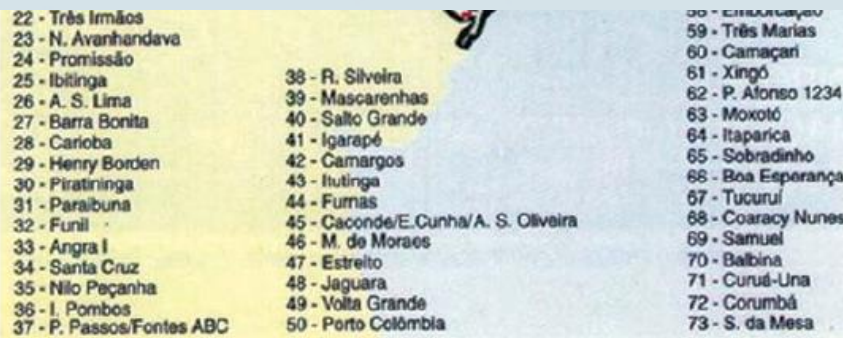 22 - Três Irmãos
23 - N. Avanhandava
24 - Promissão
25 - Ibitinga
26 - A. S. Lima
27 - Barra Bonita
28 - Carioba
29 - Henry Borden
30 - Piratininga
31 - Paraibuna
32 - Funil
33 - Angra I
34 - Santa Cruz
35 - Nilo Peçanha
36 - I. Pombos
37 - P. Passos/Fontes ABC
38 - R. Silveira
39 - Mascarenhas
40 - Salto Grande
41 - Igarapé
42 - Camargos
43 - Itutinga
44 - Furnas
45 - Caconde/E.Cunha/A. S. Oliveira
46 - M. de Moraes
47 - Estreito
48 - Jaguara
49 - Volta Grande
50 - Porto Colômbia
58 - Emborcação
59 - Três Marias
60 - Camaçari
61 - Xingó
62 - P. Afonso 1234
63 - Moxotó
64 - Itaparica
65 - Sobradinho
66 - Boa Esperança
67 - Tucuruí
68 - Coaracy Nunes
69 - Samuel
70 - Balbina
71 - Curuá-Una
72 - Corumbá
73 - S. da Mesa